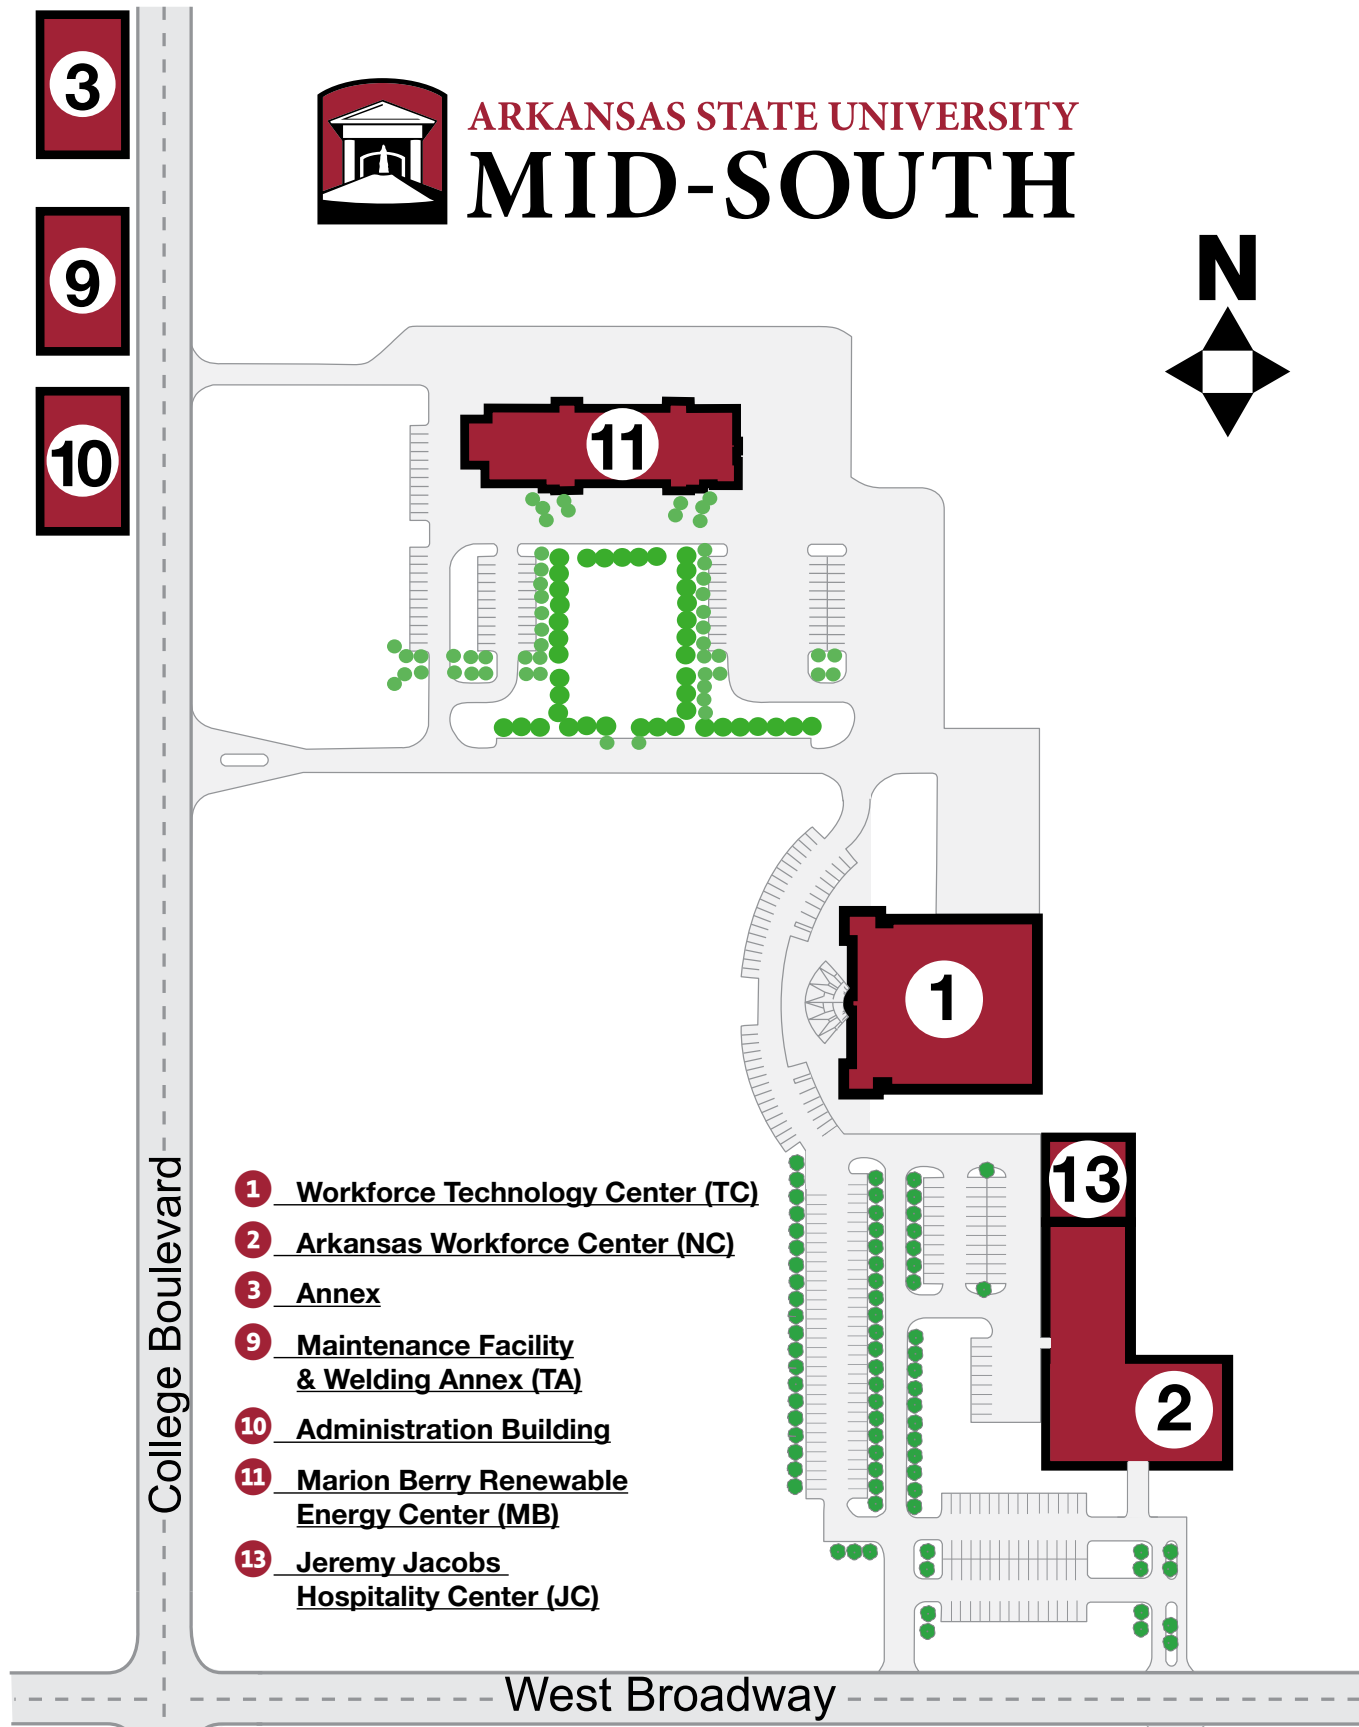 3
ARKANSAS STATE UNIVERSITY
MID-SOUTH
9
N
10
11
1
13
2
College Boulevard
1 Workforce Technology Center (TC)
2 Arkansas Workforce Center (NC)
3 Annex
9 Maintenance Facility
& Welding Annex (TA)
10 Administration Building
11 Marion Berry Renewable
Energy Center (MB)
13 Jeremy Jacobs
Hospitality Center (JC)
West Broadway